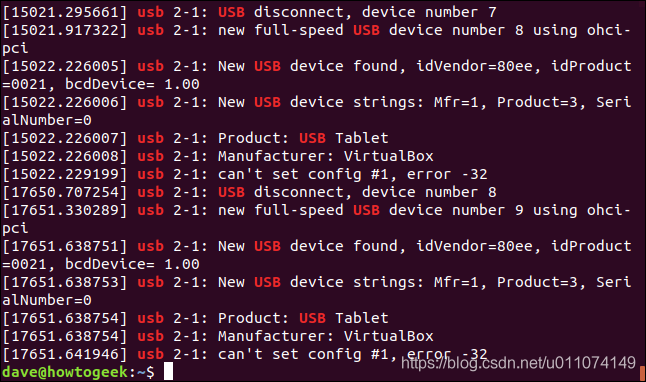 [15021.295661] usb 2-1: USB disconnect, device number 7
[15021.917322] usb 2-1: new full-speed USB device number 8 using ohci-
pci
[15022.226005] usb 2-1: New USB device found, idVendor=80ee, idProduct
=0021, bcdDevice= 1.00
[15022.226006] usb 2-1: New USB device strings: Mfr=1, Product=3, Seri
alNumber=0
[15022.226007] usb 2-1: Product: USB Tablet
[15022.226008] usb 2-1: Manufacturer: VirtualBox
[15022.229199] usb 2-1: can't set config #1, error -32
[17650.707254] usb 2-1: USB disconnect, device number 8
[17651.330289] usb 2-1: new full-speed USB device number 9 using ohci-
pci
[17651.638751] usb 2-1: New USB device found, idVendor=80ee, idProduct
=0021, bcdDevice= 1.00
[17651.638753] usb 2-1: New USB device strings: Mfr=1, Product=3, Seri
alNumber=0
[17651.638754] usb 2-1: Product: USB Tablet
[17651.638754] usb 2-1: Manufacturer: VirtualBox
[17651.641946] usb 2-1: can't set config #1, error -32
dave@howtogeek:~$
https://blog.csdn.net/u011074149